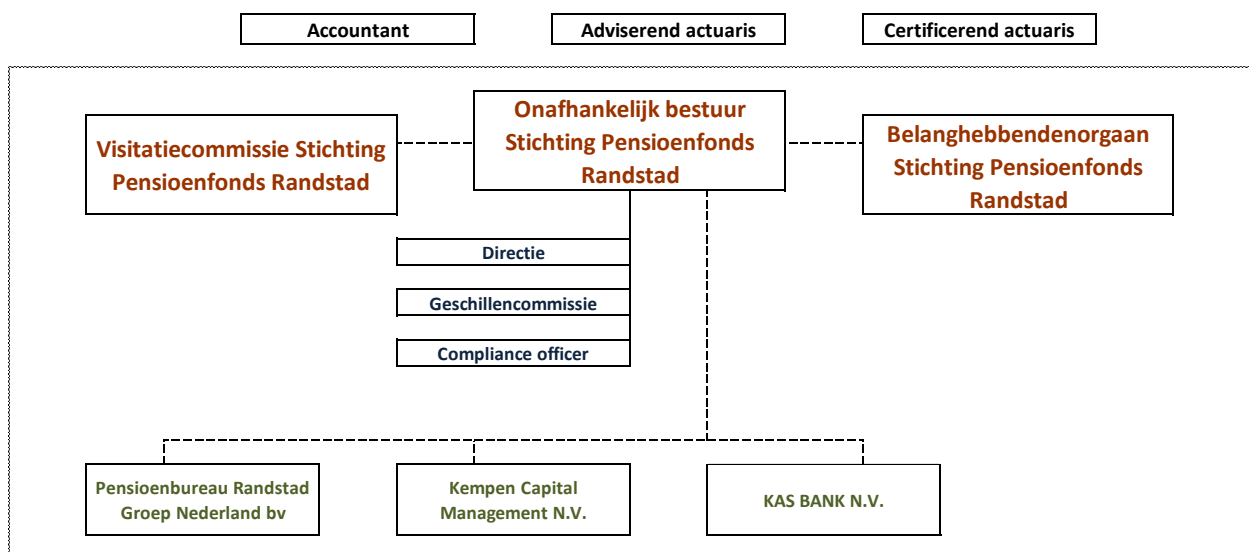 Accountant
Adviserend actuaris
Certificerend actuaris
Visitatiecommissie Stichting
Pensioenfonds Randstad
Onafhankelijk bestuur
Stichting Pensioenfonds
Randstad
Belanghebbendenorgaan
Stichting Pensioenfonds
Randstad
Directie
Geschillencommissie
Compliance officer
Pensioenbureau Randstad
Groep Nederland bv
Kempen Capital
Management N.V.
KAS BANK N.V.